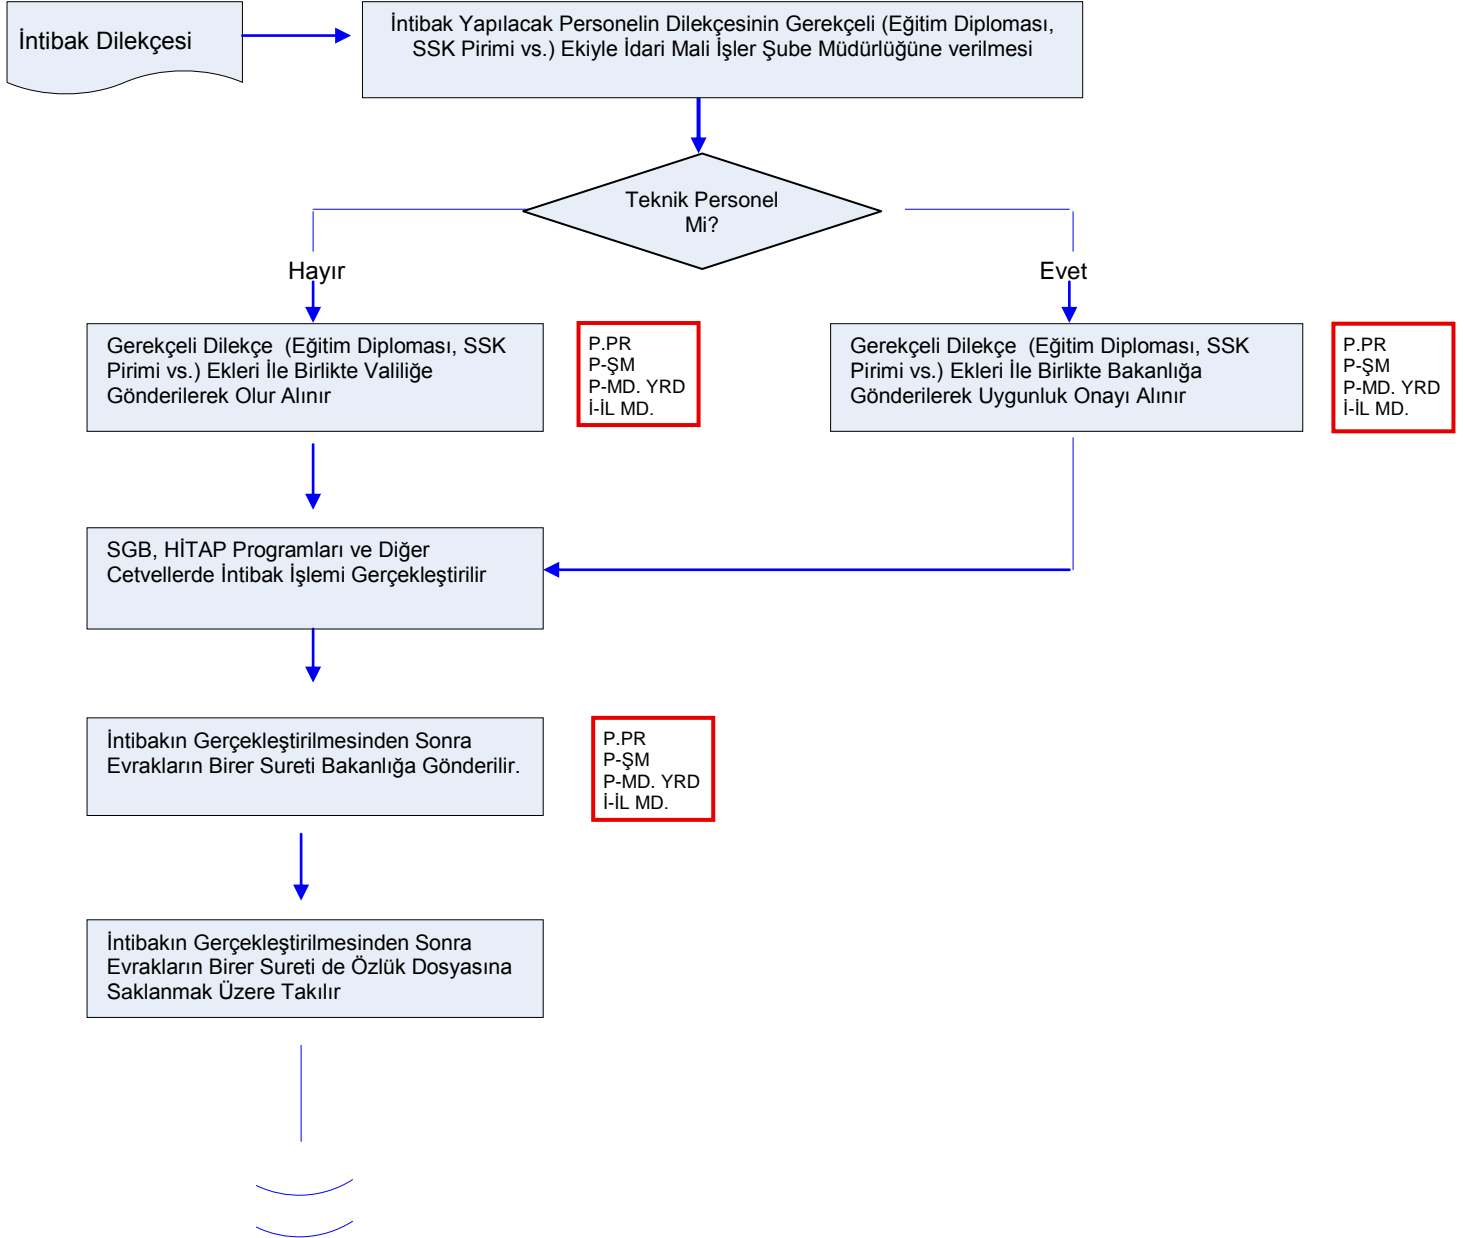 İntibak Dilekçesi
İntibak Yapılacak Personelin Dilekçesinin Gerekçeli (Eğitim Diploması,
SSK Pirimi vs.) Ekiyle İdari Mali İşler Şube Müdürlüğüne verilmesi
Teknik Personel
Mi?
Hayır
Evet
Gerekçeli Dilekçe (Eğitim Diploması, SSK
Pirimi vs.) Ekleri İle Birlikte Valiliğe
Gönderilerek Olur Alınır
P.PR
P-ŞM
P-MD. YRD
İ-İL MD.
Gerekçeli Dilekçe (Eğitim Diploması, SSK
Pirimi vs.) Ekleri İle Birlikte Bakanlığa
Gönderilerek Uygunluk Onayı Alınır
P.PR
P-ŞM
P-MD. YRD
İ-İL MD.
SGB, HİTAP Programları ve Diğer
Cetvellerde İntibak İşlemi Gerçekleştirilir
İntibakın Gerçekleştirilmesinden Sonra
Evrakların Birer Sureti Bakanlığa Gönderilir.
P.PR
P-ŞM
P-MD. YRD
İ-İL MD.
İntibakın Gerçekleştirilmesinden Sonra
Evrakların Birer Sureti de Özlük Dosyasına
Saklanmak Üzere Takılır